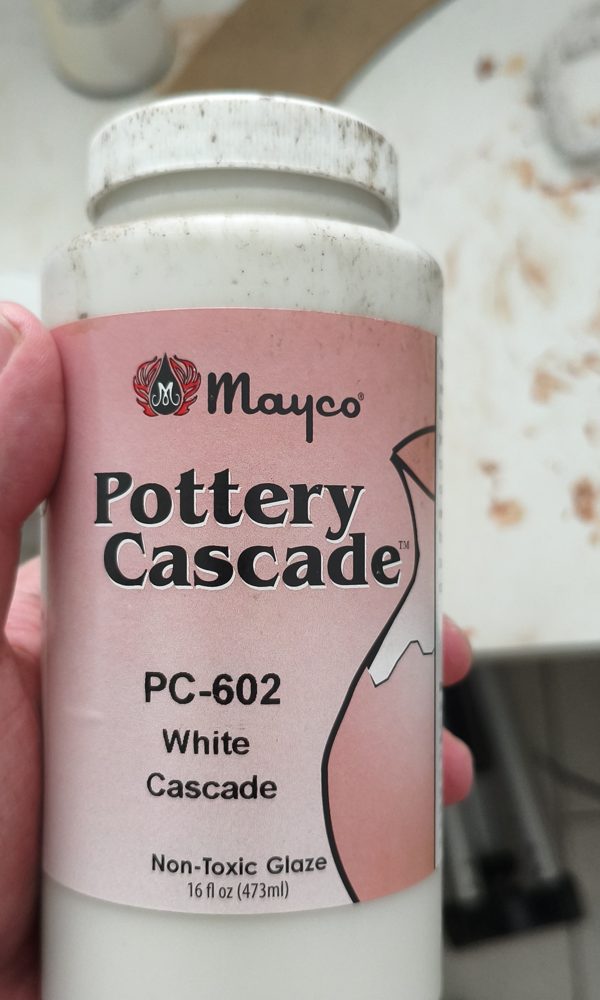 Mayco®
Pottery
Cascade™
PC-602
White
Cascade
Non-Toxic Glaze
16 fl oz (473ml)